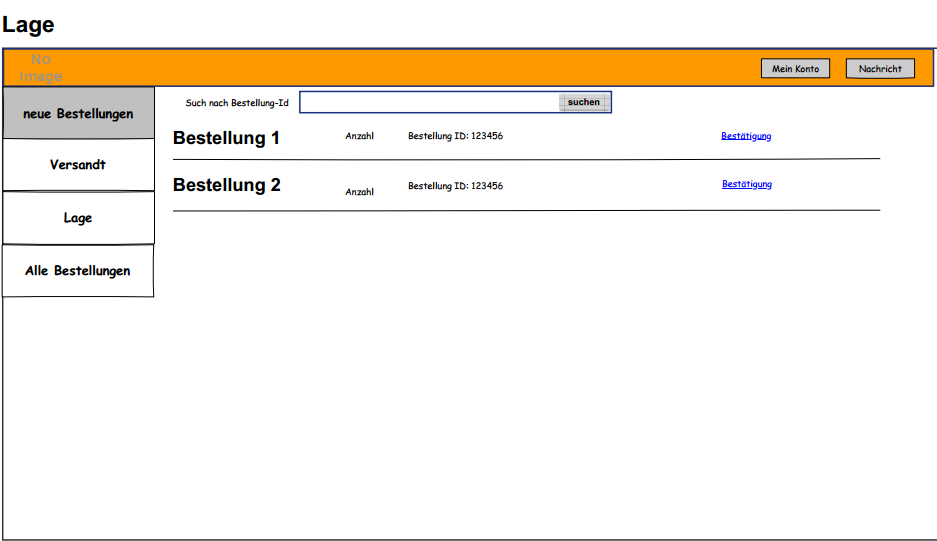 Lage
No
Image
Mein Konto
Nachricht
neue Bestellungen
Versandt
Lage
Alle Bestellungen
Such nach Bestellung-Id
suchen
Bestellung 1
Anzahl
Bestellung ID: 123456
Bestätigung
Bestellung 2
Anzahl
Bestellung ID: 123456
Bestätigung